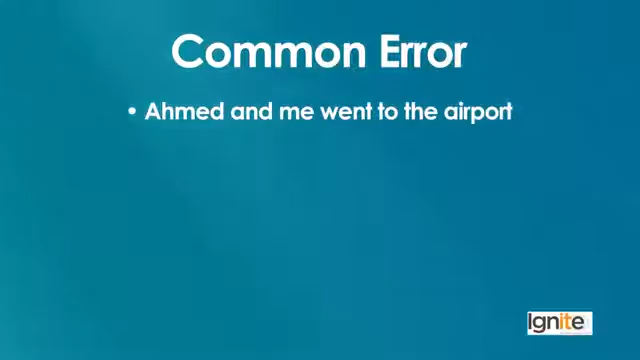 Common Error
• Ahmed and me went to the airport
Ignite